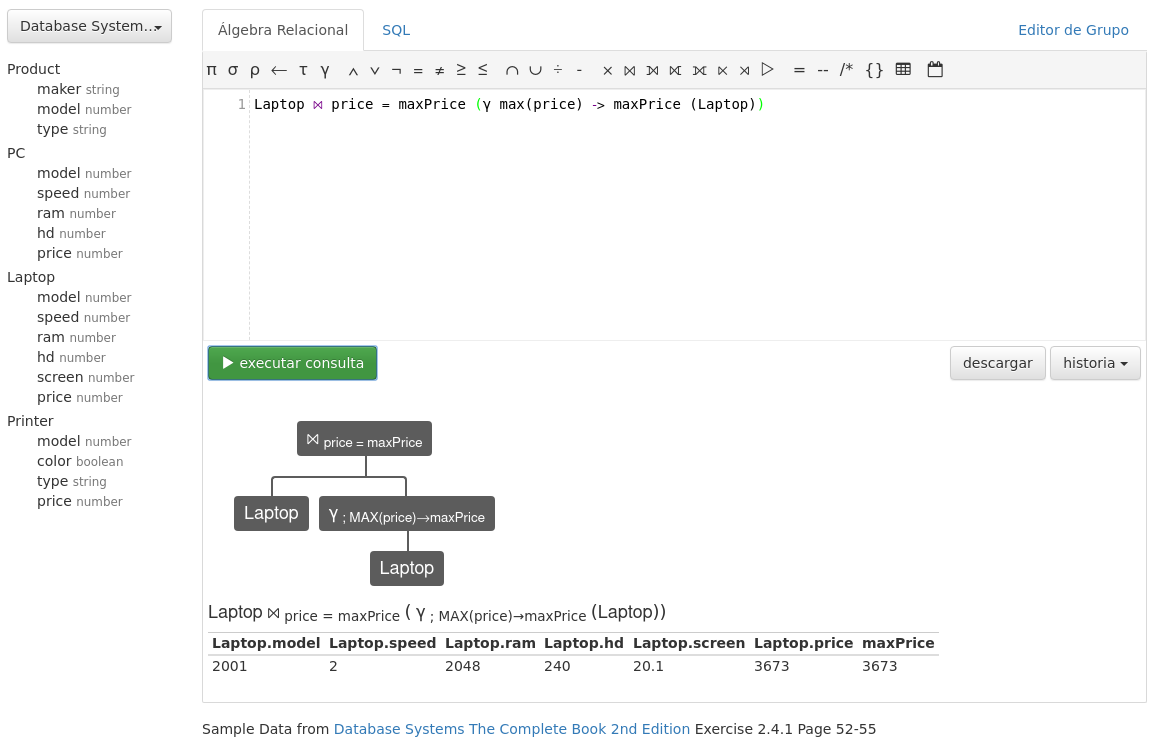 Database System...
Product
maker string
model number
type string
PC
model number
speed number
ram number
hd number
price number
Laptop
model number
speed number
ram number
hd number
screen number
price number
Printer
model number
color boolean
type string
price number
Álgebra Relacional SQL Editor de Grupo
π σ ρ ← τ γ ∧ ∨ ¬ = ≠ ≥ ≤ ∩ ∪ ÷ - × ⋈ ⟕ ⟖ ⟗ ⋉ ⋊ ▷ = -- /* {}
1 Laptop ⋈ price = maxPrice (γ max(price) -> maxPrice (Laptop))
executar consulta descargar historia
⋈ price = maxPrice
Laptop γ ; MAX(price)→maxPrice
Laptop
Laptop ⋈ price = maxPrice ( γ ; MAX(price)→maxPrice (Laptop))
Laptop.model Laptop.speed Laptop.ram Laptop.hd Laptop.screen Laptop.price maxPrice
2001 2 2048 240 20.1 3673 3673
Sample Data from Database Systems The Complete Book 2nd Edition Exercise 2.4.1 Page 52-55